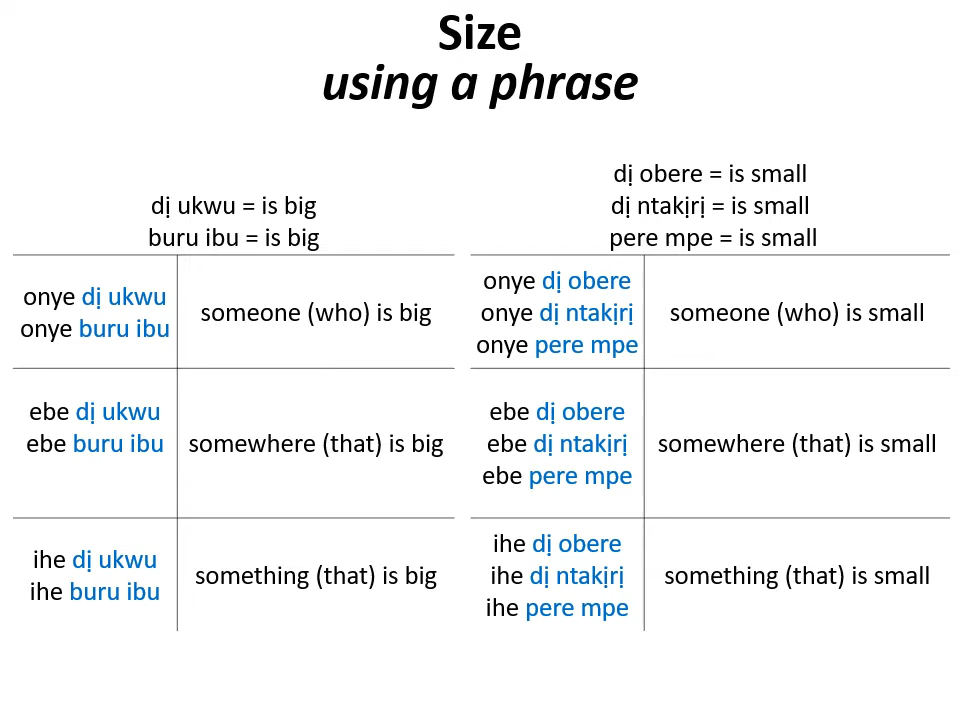 Size
using a phrase
dị ukwu = is big
buru ibu = is big
onye dị ukwu
onye buru ibu
someone (who) is big
ebe dị ukwu
ebe buru ibu
somewhere (that) is big
ihe dị ukwu
ihe buru ibu
something (that) is big
dị obere = is small
dị ntakịrị = is small
pere mpe = is small
onye dị obere
onye dị ntakịrị
onye pere mpe
someone (who) is small
ebe dị obere
ebe dị ntakịrị
ebe pere mpe
somewhere (that) is small
ihe dị obere
ihe dị ntakịrị
ihe pere mpe
something (that) is small